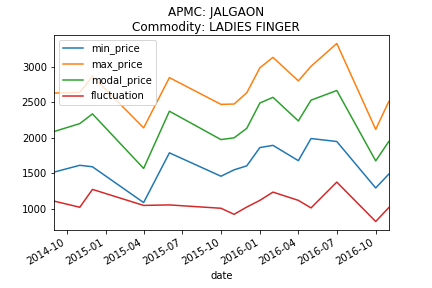 APMC: JALGAON
Commodity: LADIES FINGER
min_price
max_price
modal_price
fluctuation
3000
2500
2000
1500
1000
2014-10
2015-01
2015-04
2015-07
2015-10
2016-01
2016-04
2016-07
2016-10
date